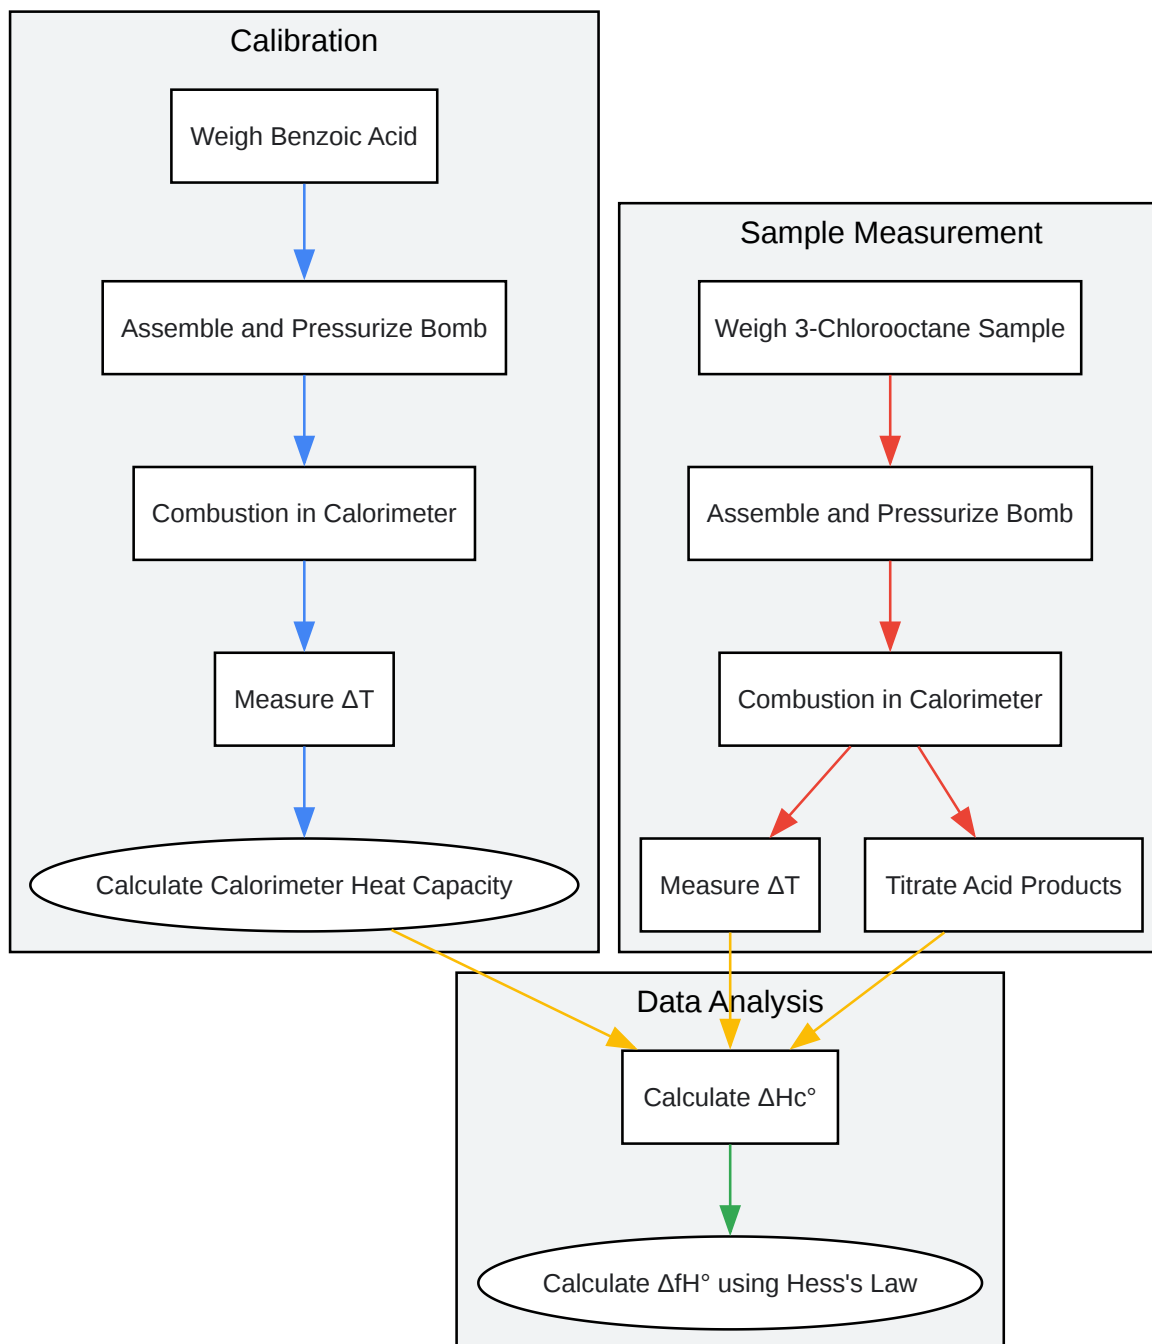 Calibration
Weigh Benzoic Acid
Assemble and Pressurize Bomb
Combustion in Calorimeter
Measure ΔT
Calculate Calorimeter Heat Capacity
Sample Measurement
Weigh 3-Chlorooctane Sample
Assemble and Pressurize Bomb
Combustion in Calorimeter
Measure ΔT
Titrate Acid Products
Data Analysis
Calculate ΔHc°
Calculate ΔfH° using Hess's Law